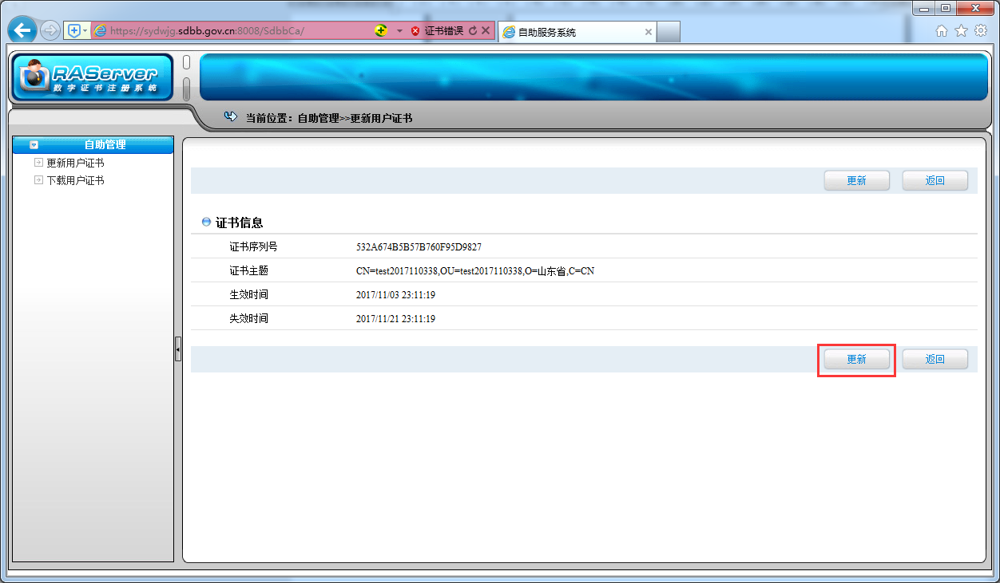 https://sydwjg.sdbb.gov.cn:8008/SdbbCa/ 证书错误 自助服务系统
RAServer
数字证书注册系统
当前位置：自助管理>>更新用户证书
自助管理
更新用户证书
下载用户证书
更新 返回
证书信息
证书序列号 532A674B5B57B760F95D9827
证书主题 CN=test2017110338,OU=test2017110338,O=山东省,C=CN
生效时间 2017/11/03 23:11:19
失效时间 2017/11/21 23:11:19
更新 返回